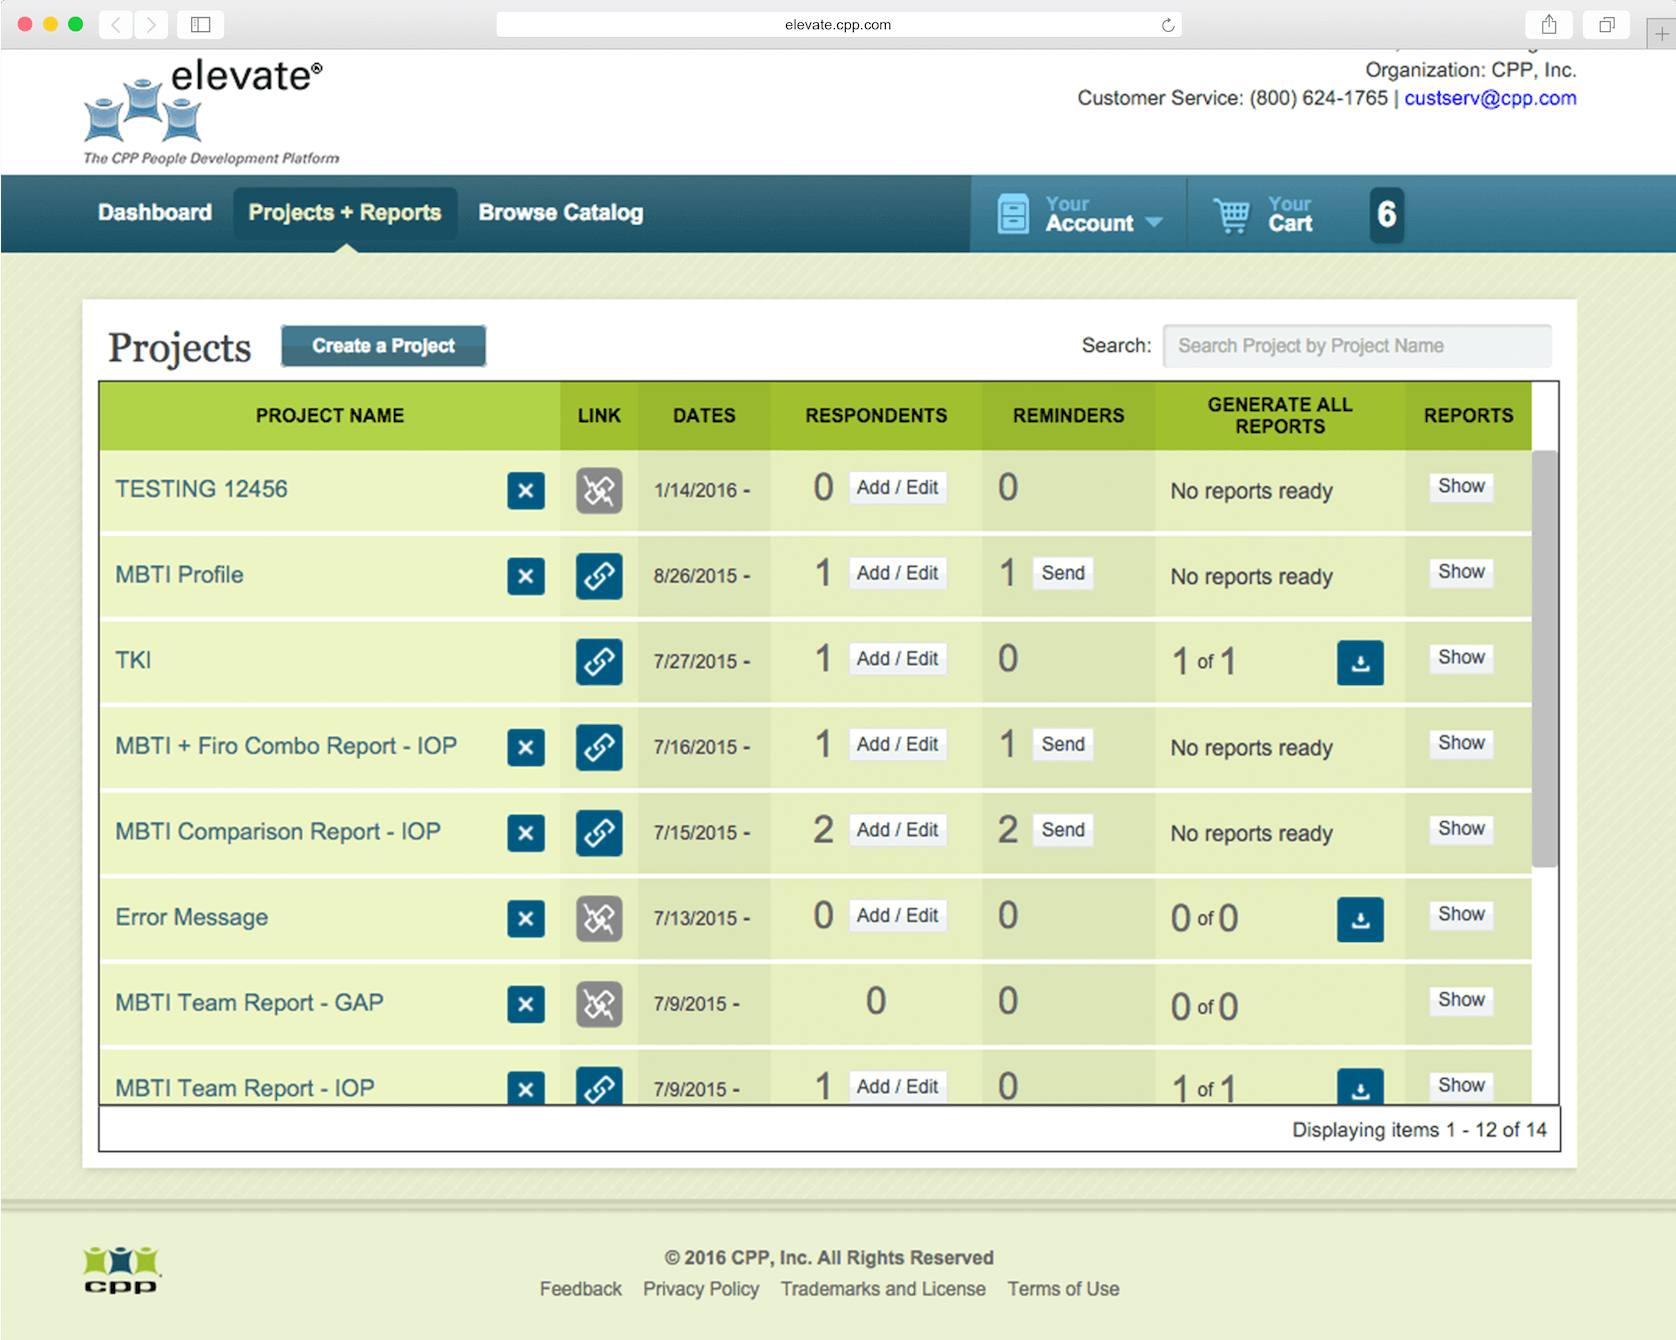 elevate.cpp.com
elevate®
The CPP People Development Platform
Organization: CPP, Inc.
Customer Service: (800) 624-1765 | custserv@cpp.com
Dashboard Projects + Reports Browse Catalog Your Account Your Cart 6
Projects Create a Project Search: Search Project by Project Name
PROJECT NAME LINK DATES RESPONDENTS REMINDERS GENERATE ALL REPORTS REPORTS
TESTING 12456 1/14/2016 - 0 Add / Edit 0 No reports ready Show
MBTI Profile 8/26/2015 - 1 Add / Edit 1 Send No reports ready Show
TKI 7/27/2015 - 1 Add / Edit 0 1 of 1 Show
MBTI + Firo Combo Report - IOP 7/16/2015 - 1 Add / Edit 1 Send No reports ready Show
MBTI Comparison Report - IOP 7/15/2015 - 2 Add / Edit 2 Send No reports ready Show
Error Message 7/13/2015 - 0 Add / Edit 0 0 of 0 Show
MBTI Team Report - GAP 7/9/2015 - 0 0 0 of 0 Show
MBTI Team Report - IOP 7/9/2015 - 1 Add / Edit 0 1 of 1 Show
Displaying items 1 - 12 of 14
cpp
© 2016 CPP, Inc. All Rights Reserved
Feedback Privacy Policy Trademarks and License Terms of Use